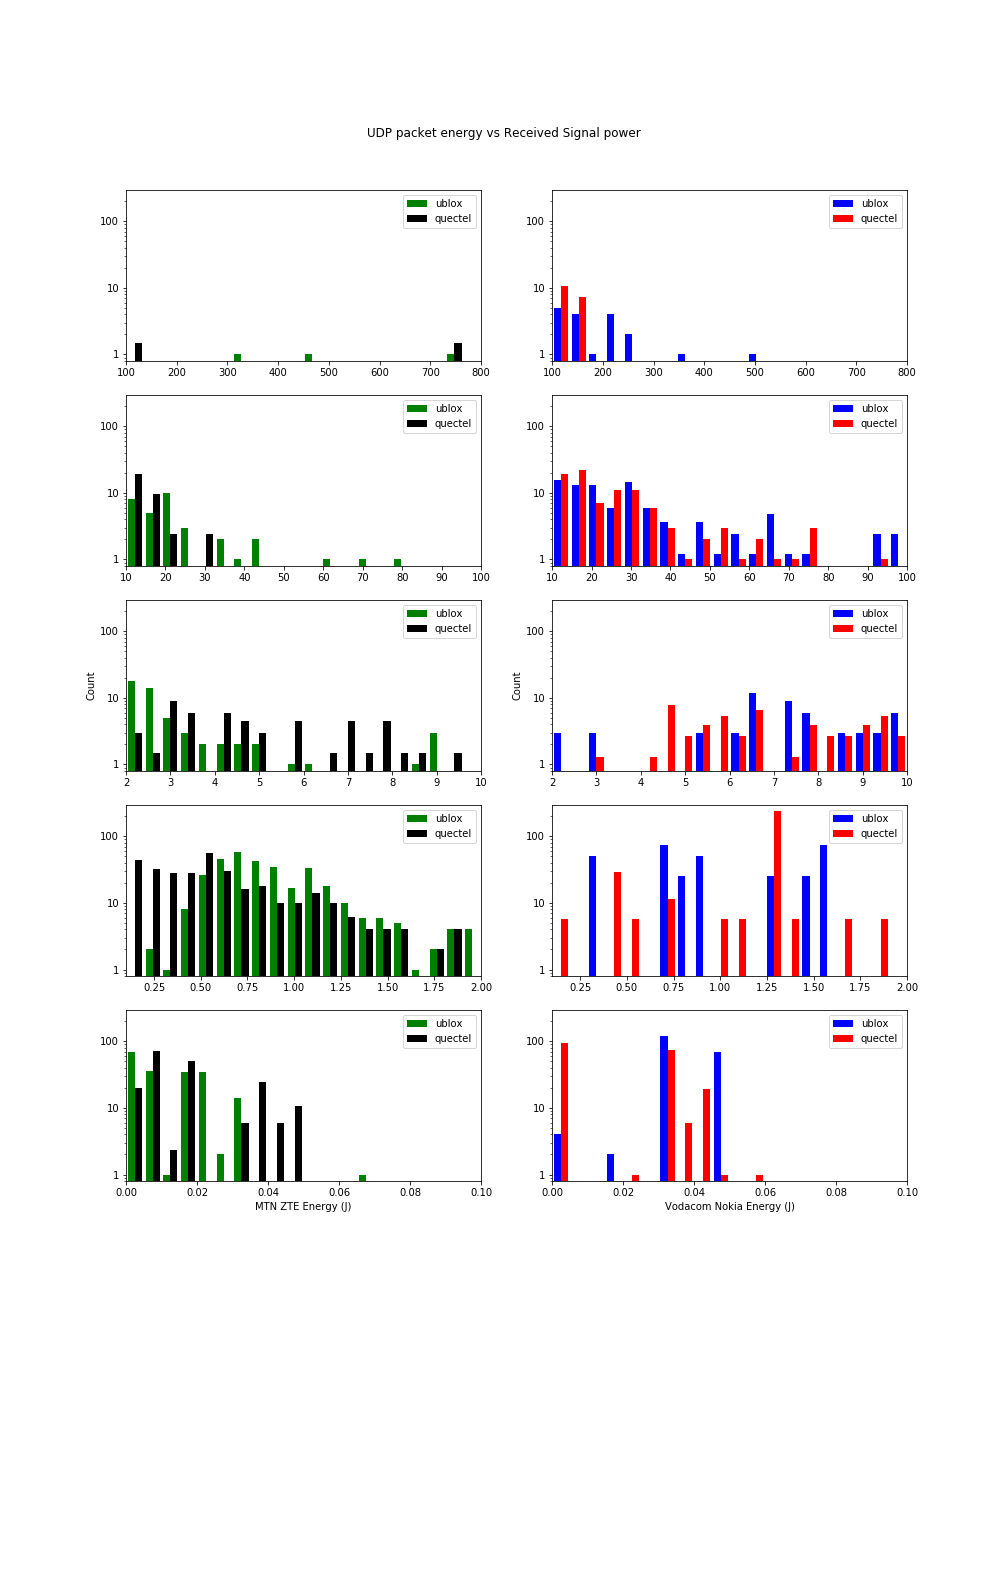 UDP packet energy vs Received Signal power
ublox
quectel
100
10
1
100 200 300 400 500 600 700 800
ublox
quectel
100
10
1
100 200 300 400 500 600 700 800
ublox
quectel
100
10
1
10 20 30 40 50 60 70 80 90 100
ublox
quectel
100
10
1
10 20 30 40 50 60 70 80 90 100
ublox
quectel
Count
100
10
1
2 3 4 5 6 7 8 9 10
ublox
quectel
Count
100
10
1
2 3 4 5 6 7 8 9 10
ublox
quectel
100
10
1
0.25 0.50 0.75 1.00 1.25 1.50 1.75 2.00
ublox
quectel
100
10
1
0.25 0.50 0.75 1.00 1.25 1.50 1.75 2.00
ublox
quectel
100
10
1
0.00 0.02 0.04 0.06 0.08 0.10
MTN ZTE Energy (J)
ublox
quectel
100
10
1
0.00 0.02 0.04 0.06 0.08 0.10
Vodacom Nokia Energy (J)